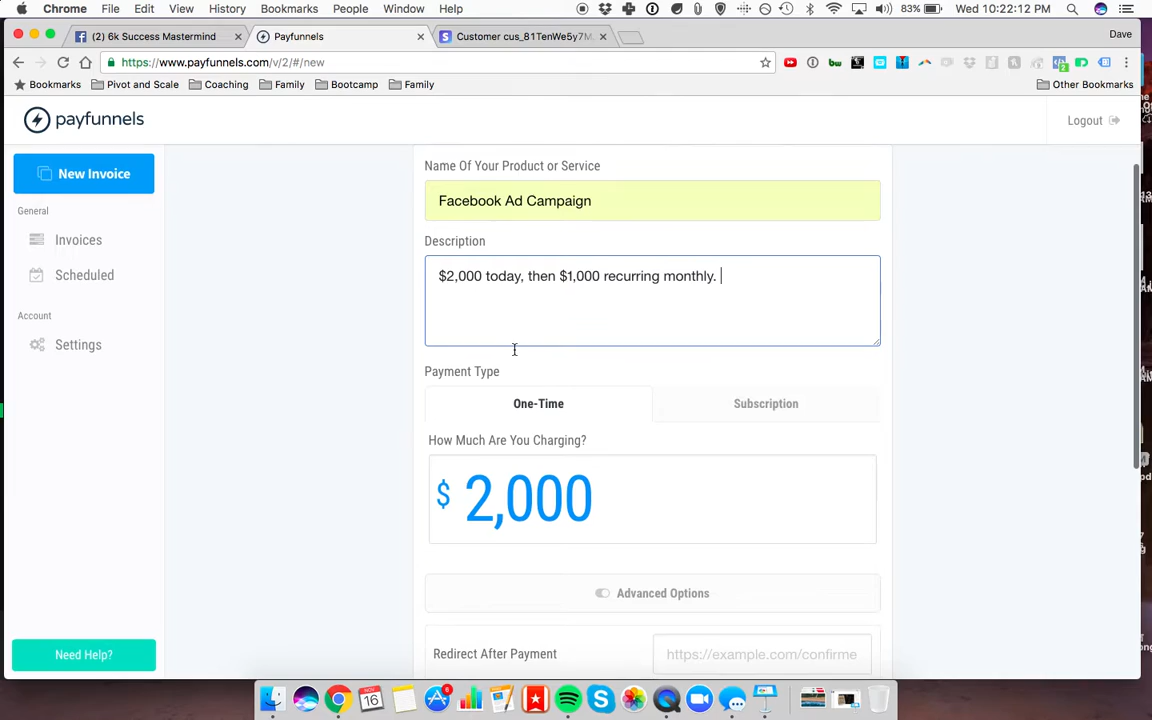 Chrome File Edit View History Bookmarks People Window Help
83% Wed 10:22:12 PM
(2) 6k Success Mastermind
Payfunnels
Customer cus_81TenWe5y7M
Dave
https://www.payfunnels.com/v/2/#/new
Bookmarks Pivot and Scale Coaching Family Bootcamp Family Other Bookmarks
payfunnels
Logout
New Invoice
General
Invoices
Scheduled
Account
Settings
Need Help?
Name Of Your Product or Service
Facebook Ad Campaign
Description
$2,000 today, then $1,000 recurring monthly.
Payment Type
One-Time Subscription
How Much Are You Charging?
$ 2,000
Advanced Options
Redirect After Payment https://example.com/confirme